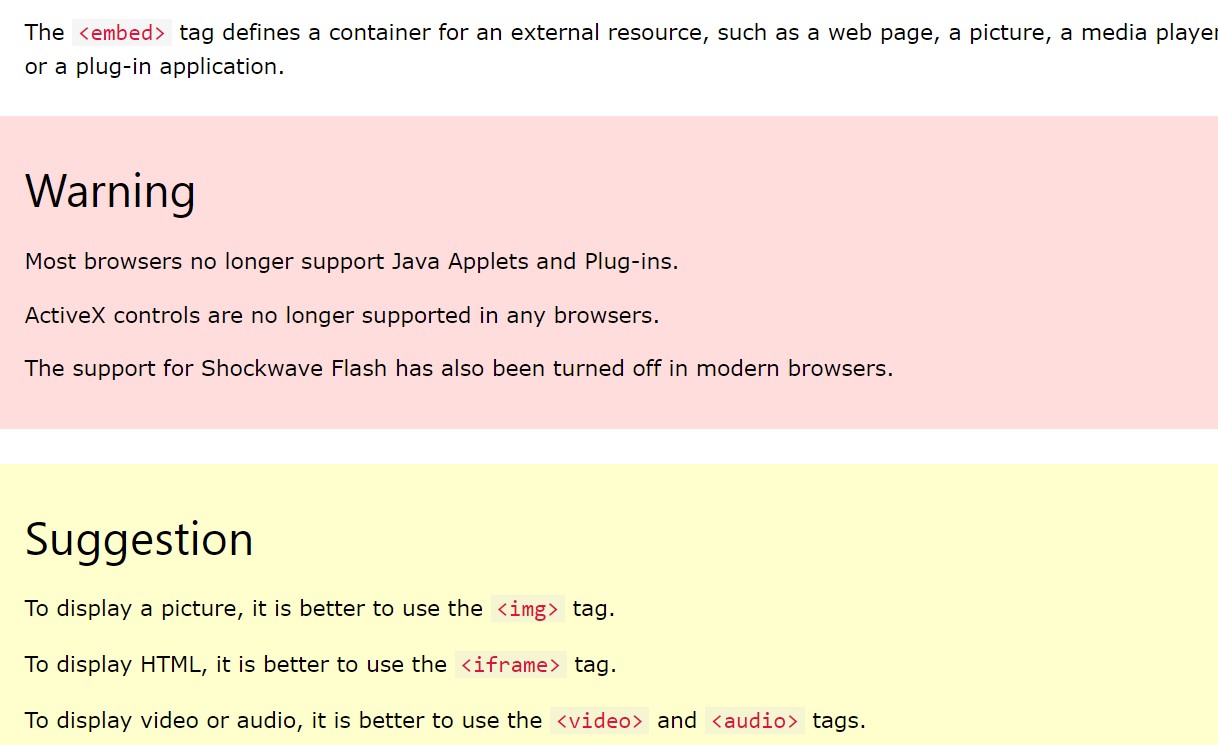 The <embed> tag defines a container for an external resource, such as a web page, a picture, a media player
or a plug-in application.
Warning
Most browsers no longer support Java Applets and Plug-ins.
ActiveX controls are no longer supported in any browsers.
The support for Shockwave Flash has also been turned off in modern browsers.
Suggestion
To display a picture, it is better to use the <img> tag.
To display HTML, it is better to use the <iframe> tag.
To display video or audio, it is better to use the <video> and <audio> tags.